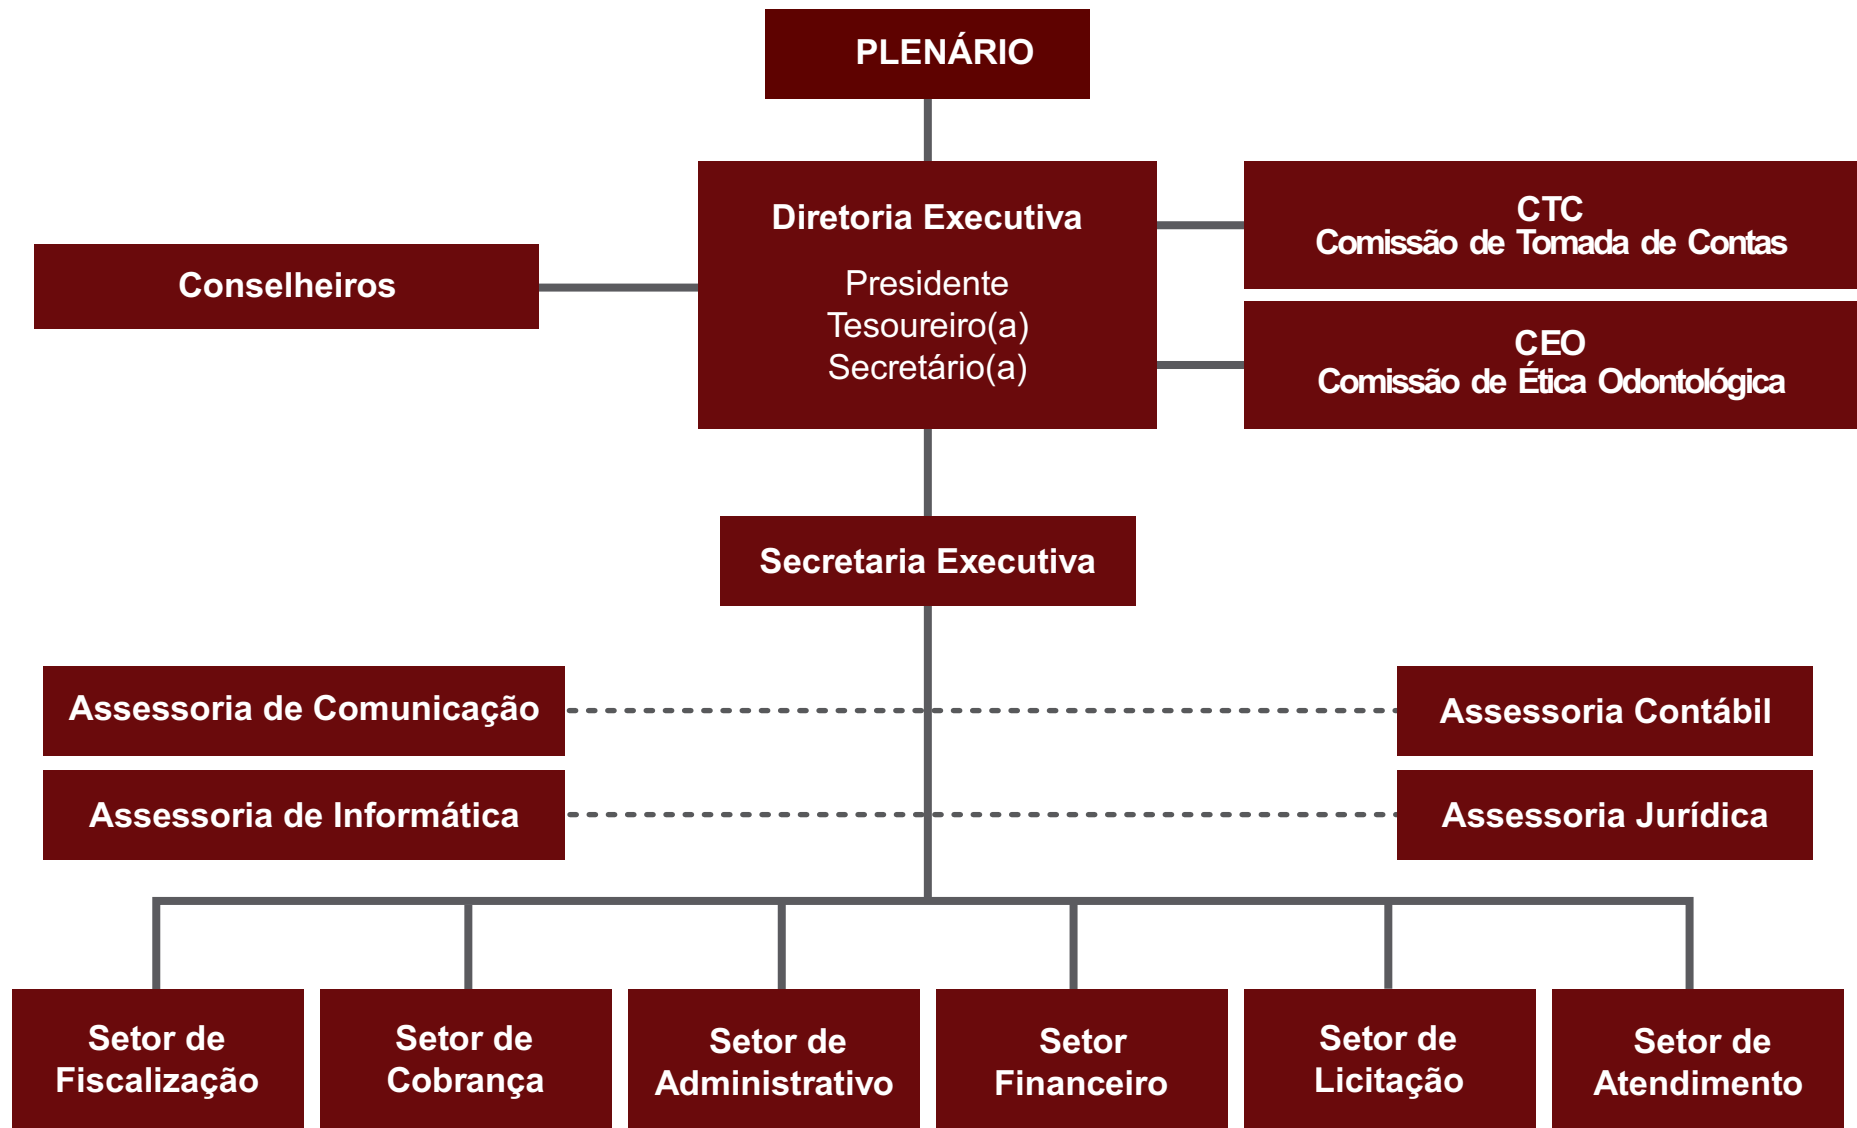 PLENÁRIO
Diretoria Executiva
Presidente
Tesoureiro(a)
Secretário(a)
Conselheiros
CTC
Comissão de Tomada de Contas
CEO
Comissão de Ética Odontológica
Secretaria Executiva
Assessoria de Comunicação
Assessoria Contábil
Assessoria de Informática
Assessoria Jurídica
Setor de
Fiscalização
Setor de
Cobrança
Setor de
Administrativo
Setor
Financeiro
Setor de
Licitação
Setor de
Atendimento